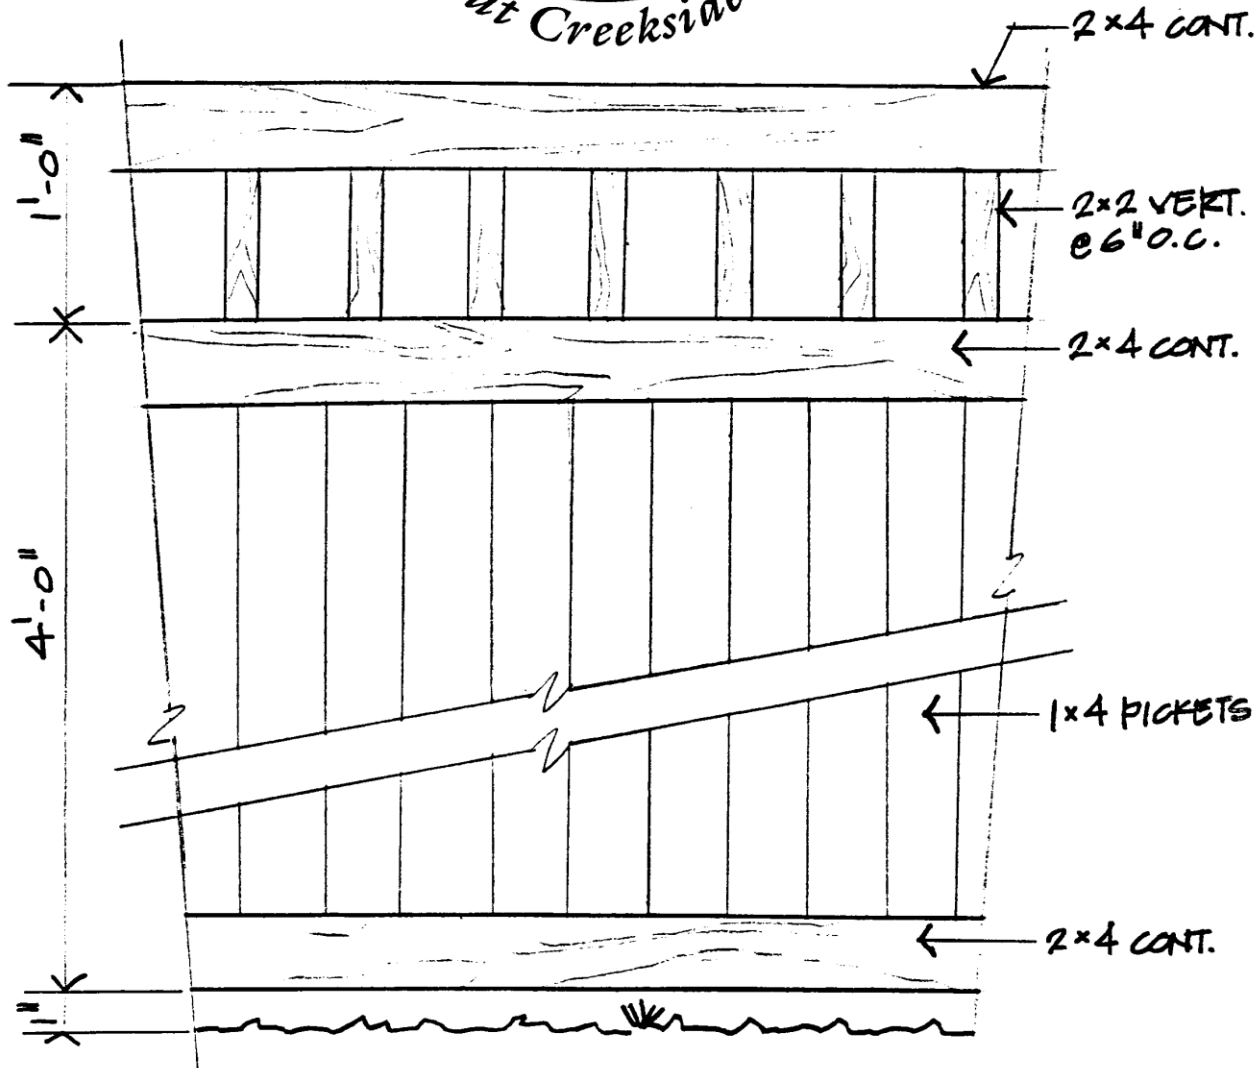 Creekside
2×4 CONT.
1'-0"
2×2 VERT.
@ 6" O.C.
2×4 CONT.
4'-0"
1×4 PICKETS
2×4 CONT.
1"